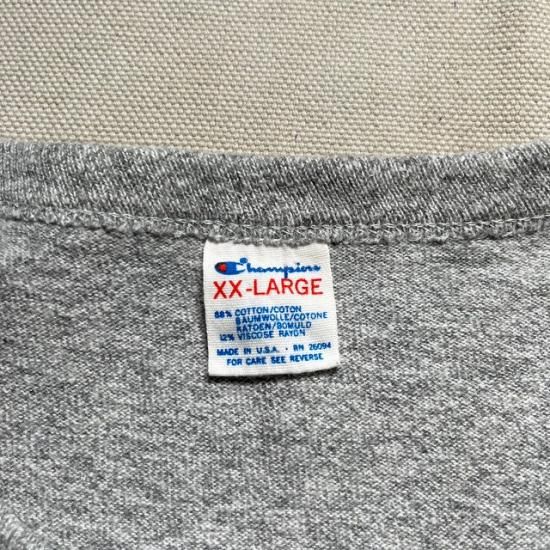 Champion
XX-LARGE
88% COTTON/COTON
BAUMWOLLE/COTONE
KATOEN/BOMULD
12% VISCOSE RAYON
MADE IN U.S.A. · RN 26094
FOR CARE SEE REVERSE